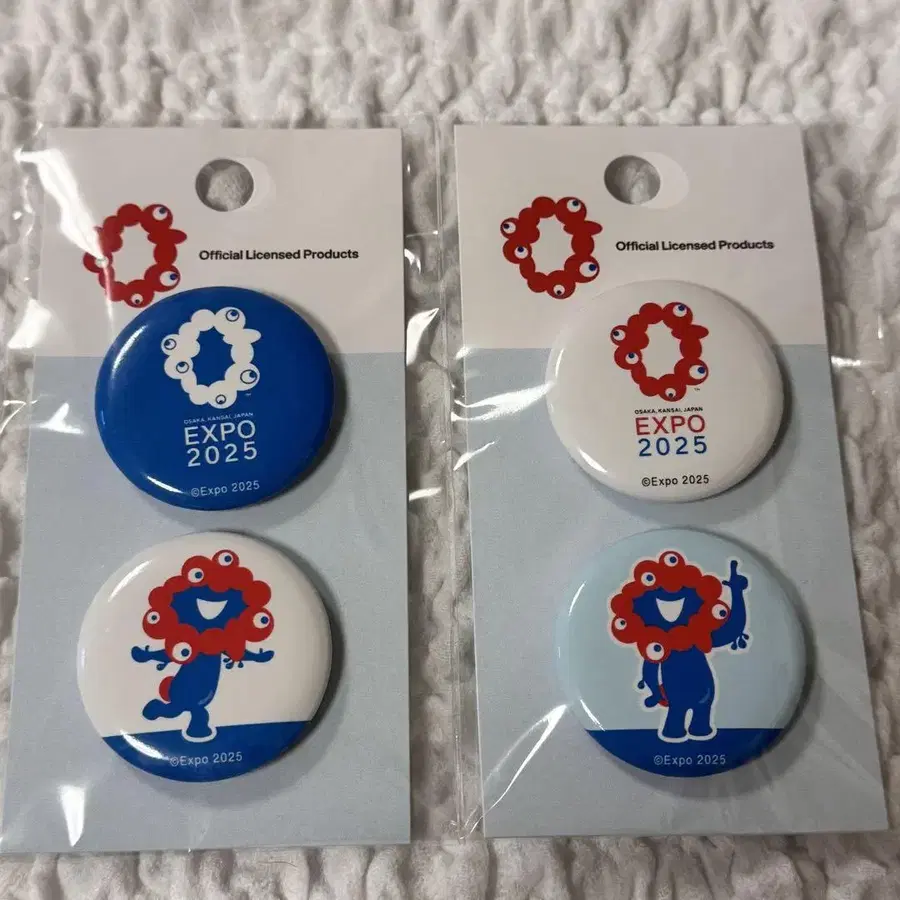 Official Licensed Products
OSAKA, KANSAI, JAPAN
EXPO
2025
©Expo 2025
©Expo 2025
Official Licensed Products
OSAKA, KANSAI, JAPAN
EXPO
2025
©Expo 2025
©Expo 2025